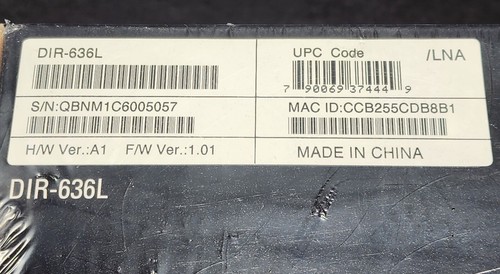 DIR-636L
UPC Code /LNA
7 90069 37444 9
S/N:QBNM1C6005057
MAC ID:CCB255CDB8B1
H/W Ver.:A1 F/W Ver.:1.01
MADE IN CHINA
DIR-636L